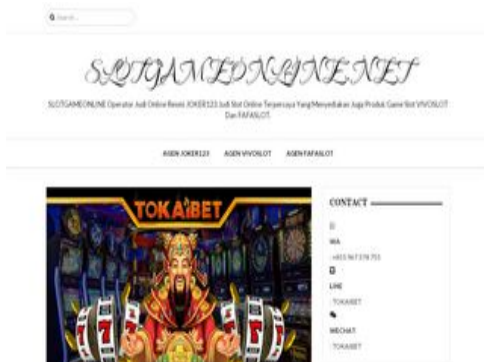 Search...
SLOTGAMEONLINE.NET
SLOTGAMEONLINE Operator Judi Online Resmi JOKER123 Judi Slot Online Terpercaya Yang Menyediakan Juga Produk Game Slot VIVOSLOT
Dan FAFASLOT.
AGEN JOKER123 AGEN VIVOSLOT AGEN FAFASLOT
TOKAIBET
CONTACT
WA
LINE
TOKAIBET
WECHAT
TOKAIBET